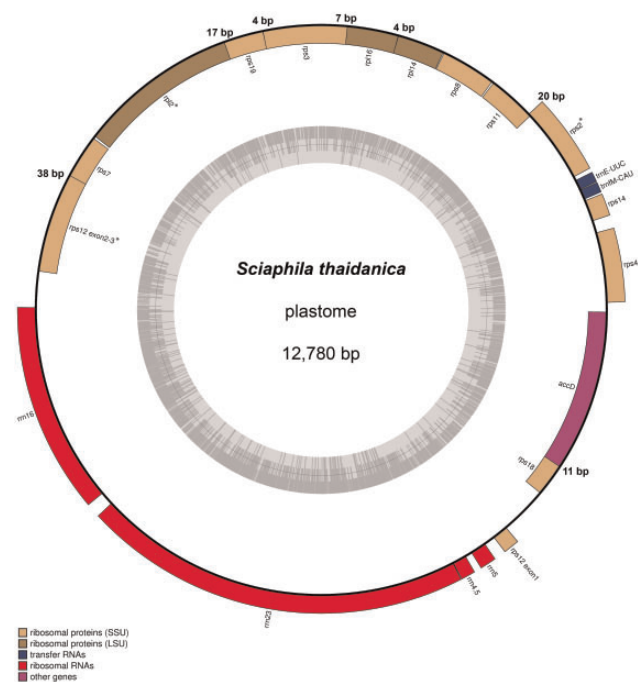 17 bp
4 bp
7 bp
4 bp
20 bp
38 bp
11 bp
rps19
rps3
rpl16
rpl14
rps8
rps11
rps2*
trnE-UUC
trnfM-CAU
rps14
rps4
rpl2*
rps7
rps12 exon2-3*
accD
rps18
rps12 exon1
rrn5
rrn4.5
rrn23
rrn16
Sciaphila thaidanica
plastome
12,780 bp
ribosomal proteins (SSU)
ribosomal proteins (LSU)
transfer RNAs
ribosomal RNAs
other genes